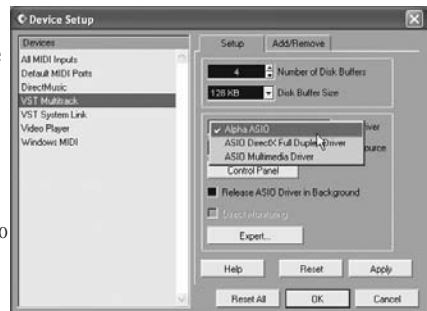 Device Setup
Devices
All MIDI Inputs
Default MIDI Ports
DirectMusic
VST Multitrack
VST System Link
Video Player
Windows MIDI
Setup
Add/Remove
4 Number of Disk Buffers
128 KB Disk Buffer Size
Alpha ASIO
ASIO DirectX Full Duplex Driver
ASIO Multimedia Driver
Control Panel
Release ASIO Driver in Background
Direct Monitoring
Expert...
Help
Reset
Apply
Reset All
OK
Cancel